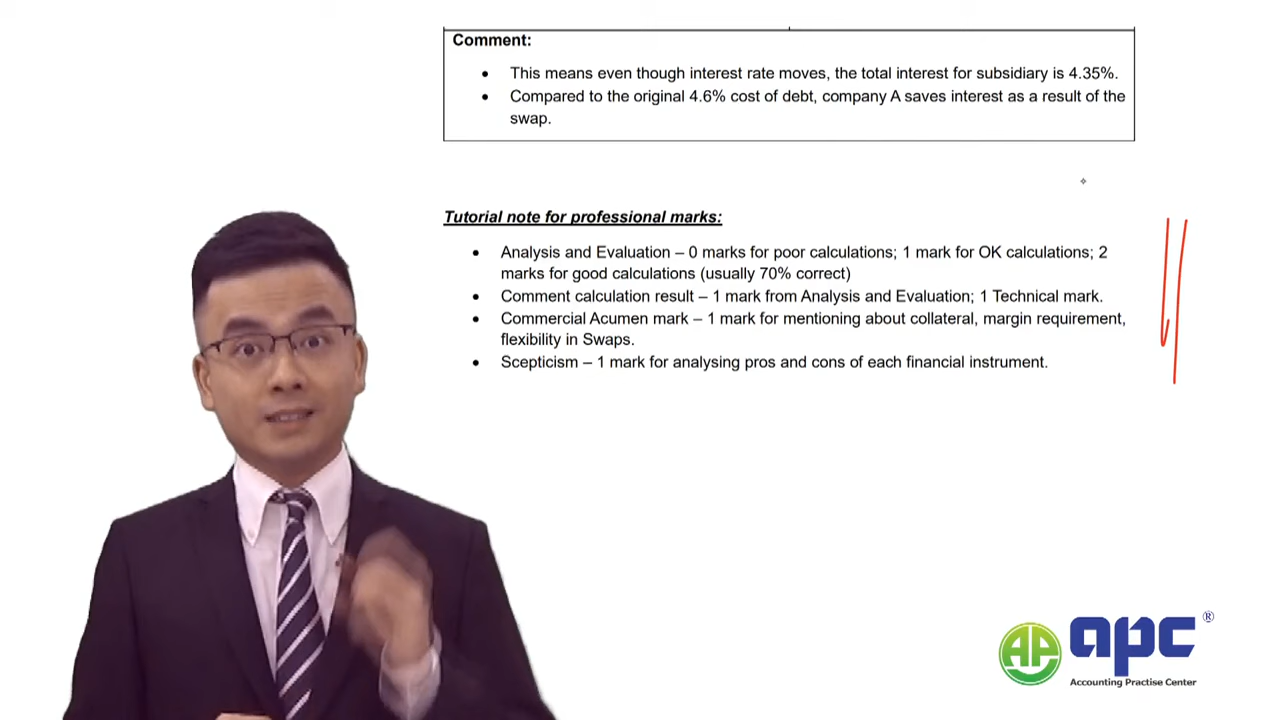 Comment:
• This means even though interest rate moves, the total interest for subsidiary is 4.35%.
• Compared to the original 4.6% cost of debt, company A saves interest as a result of the
swap.
Tutorial note for professional marks:
• Analysis and Evaluation – 0 marks for poor calculations; 1 mark for OK calculations; 2
marks for good calculations (usually 70% correct)
• Comment calculation result – 1 mark from Analysis and Evaluation; 1 Technical mark.
• Commercial Acumen mark – 1 mark for mentioning about collateral, margin requirement,
flexibility in Swaps.
• Scepticism – 1 mark for analysing pros and cons of each financial instrument.
AP apc ®
Accounting Practise Center